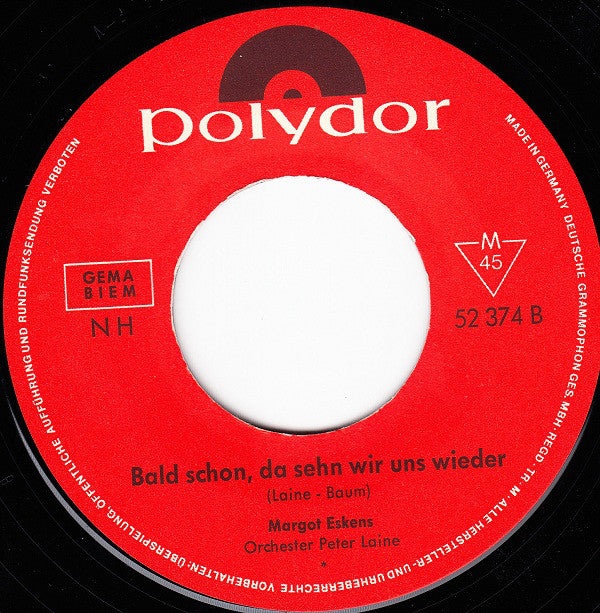 polydor
GEMA
BIEM
NH
M
45
52 374 B
Bald schon, da sehn wir uns wieder
(Laine - Baum)
Margot Eskens
Orchester Peter Laine
*
MADE IN GERMANY DEUTSCHE GRAMMOPHON GES. MBH · REGD · TR · M · ALLE HERSTELLER- UND URHEBERRECHTE VORBEHALTEN: ÜBERSPIELUNG, ÖFFENTLICHE AUFFÜHRUNG UND RUNDFUNKSENDUNG VERBOTEN